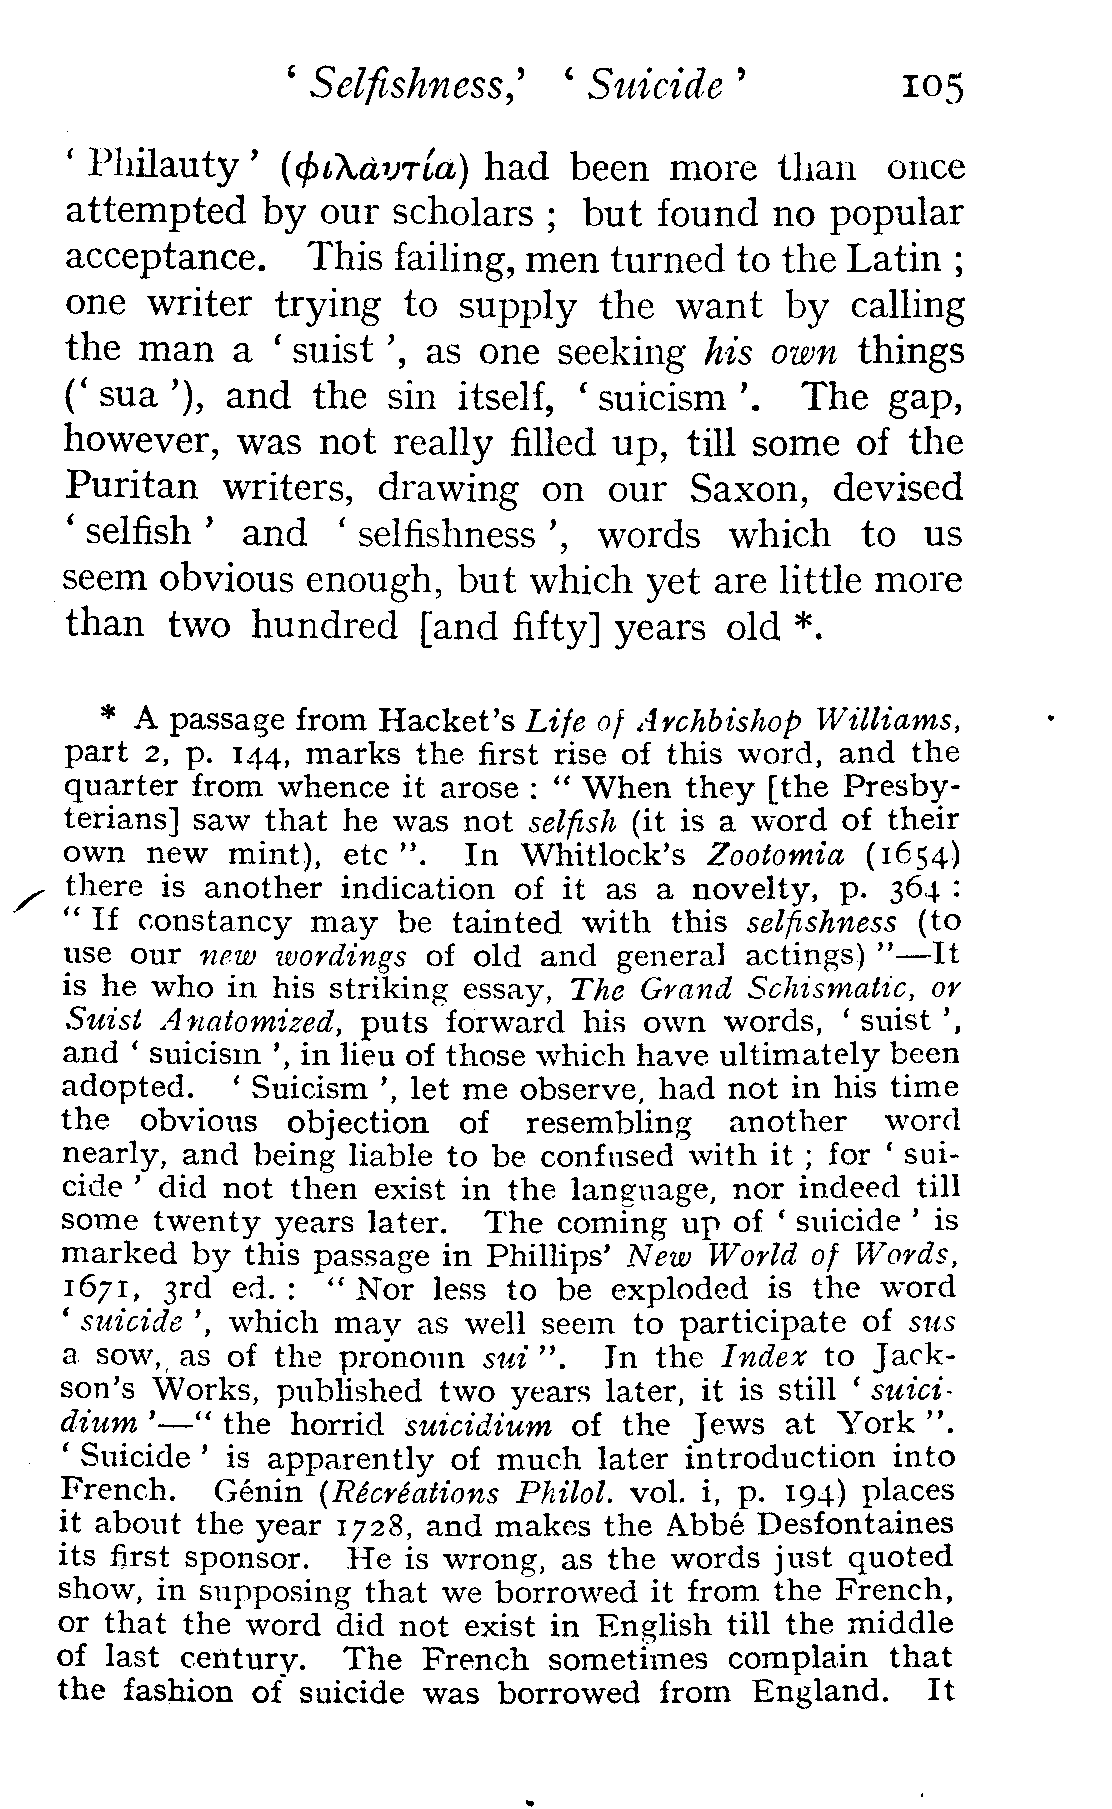 ‘ Selfishness,’ ‘ Suicide ’ 105
‘ Philauty ’ (φιλαυτία) had been more than once
attempted by our scholars ; but found no popular
acceptance. This failing, men turned to the Latin ;
one writer trying to supply the want by calling
the man a ‘ suist ’, as one seeking his own things
(‘ sua ’), and the sin itself, ‘ suicism ’. The gap,
however, was not really filled up, till some of the
Puritan writers, drawing on our Saxon, devised
‘ selfish ’ and ‘ selfishness ’, words which to us
seem obvious enough, but which yet are little more
than two hundred [and fifty] years old *.
* A passage from Hacket’s Life of Archbishop Williams,
part 2, p. 144, marks the first rise of this word, and the
quarter from whence it arose : “ When they [the Presby-
terians] saw that he was not selfish (it is a word of their
own new mint), etc ”. In Whitlock’s Zootomia (1654)
there is another indication of it as a novelty, p. 364 :
“ If constancy may be tainted with this selfishness (to
use our new wordings of old and general actings) ”—It
is he who in his striking essay, The Grand Schismatic, or
Suist Anatomized, puts forward his own words, ‘ suist ’,
and ‘ suicism ’, in lieu of those which have ultimately been
adopted. ‘ Suicism ’, let me observe, had not in his time
the obvious objection of resembling another word
nearly, and being liable to be confused with it ; for ‘ sui-
cide ’ did not then exist in the language, nor indeed till
some twenty years later. The coming up of ‘ suicide ’ is
marked by this passage in Phillips’ New World of Words,
1671, 3rd ed. : “ Nor less to be exploded is the word
‘ suicide ’, which may as well seem to participate of sus
a sow, as of the pronoun sui ”. In the Index to Jack-
son’s Works, published two years later, it is still ‘ suici-
dium ’—“ the horrid suicidium of the Jews at York ”.
‘ Suicide ’ is apparently of much later introduction into
French. Génin (Récréations Philol. vol. i, p. 194) places
it about the year 1728, and makes the Abbé Desfontaines
its first sponsor. He is wrong, as the words just quoted
show, in supposing that we borrowed it from the French,
or that the word did not exist in English till the middle
of last century. The French sometimes complain that
the fashion of suicide was borrowed from England. It